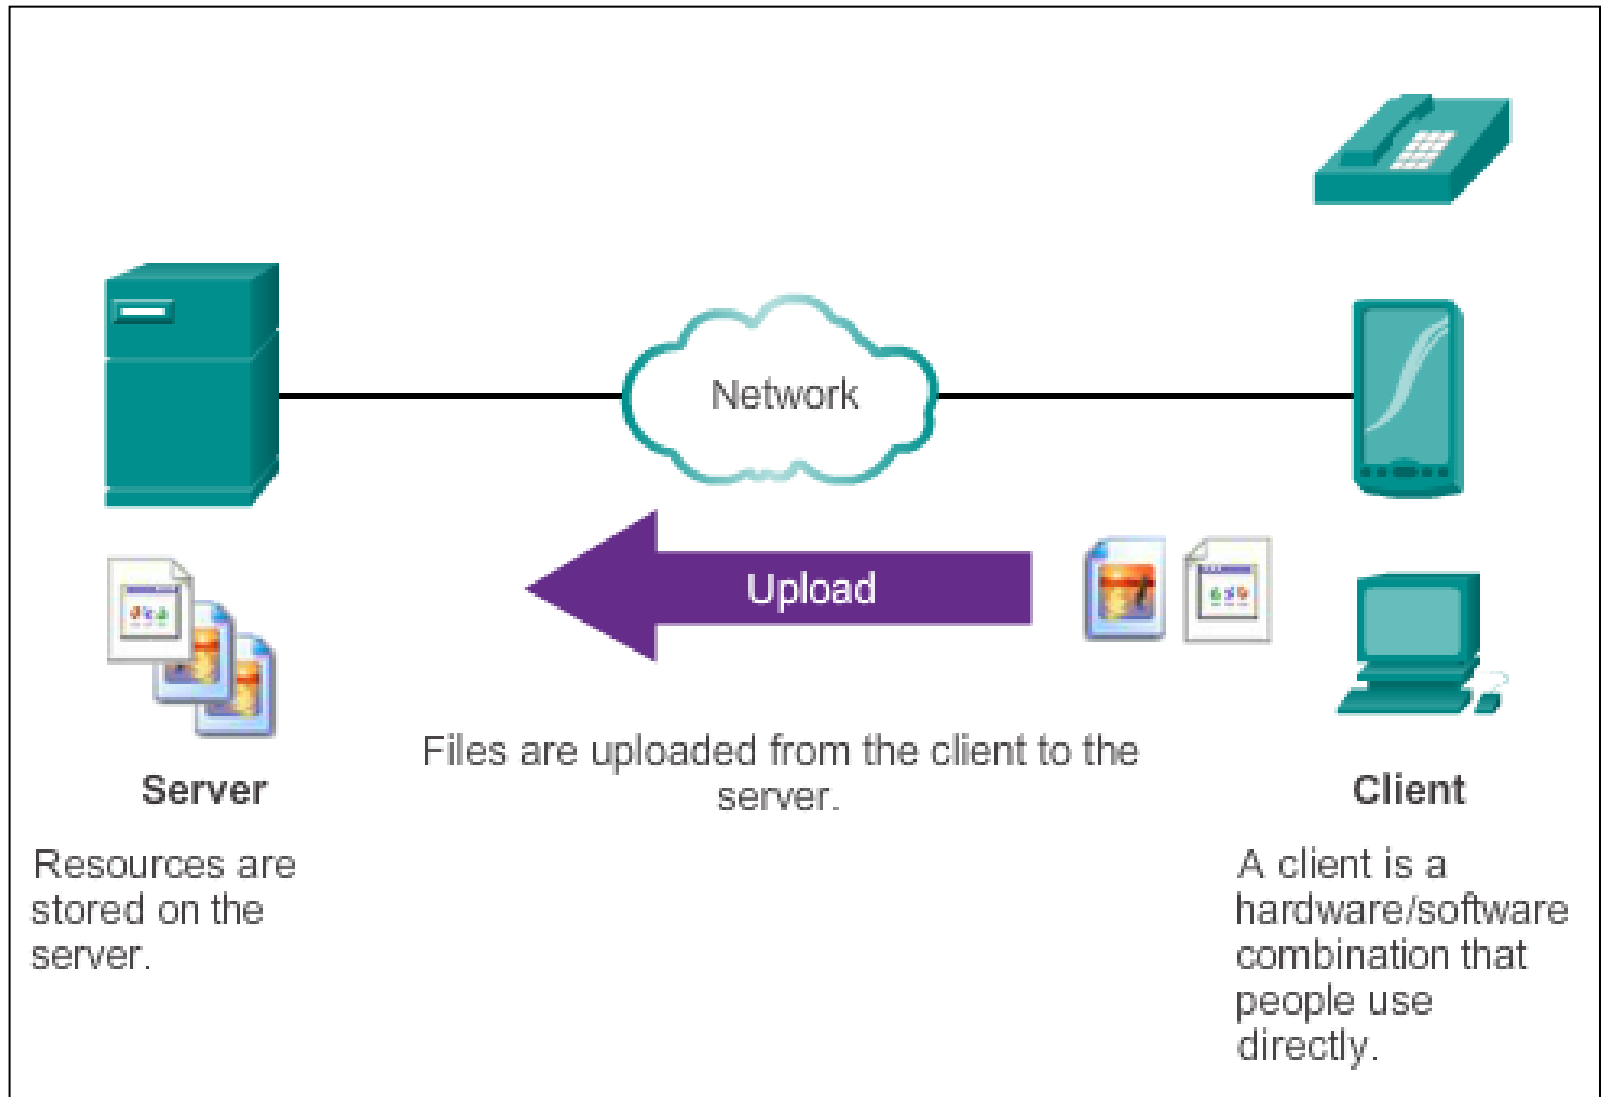 Network
Upload
Files are uploaded from the client to the
server.
Server
Resources are
stored on the
server.
Client
A client is a
hardware/software
combination that
people use
directly.